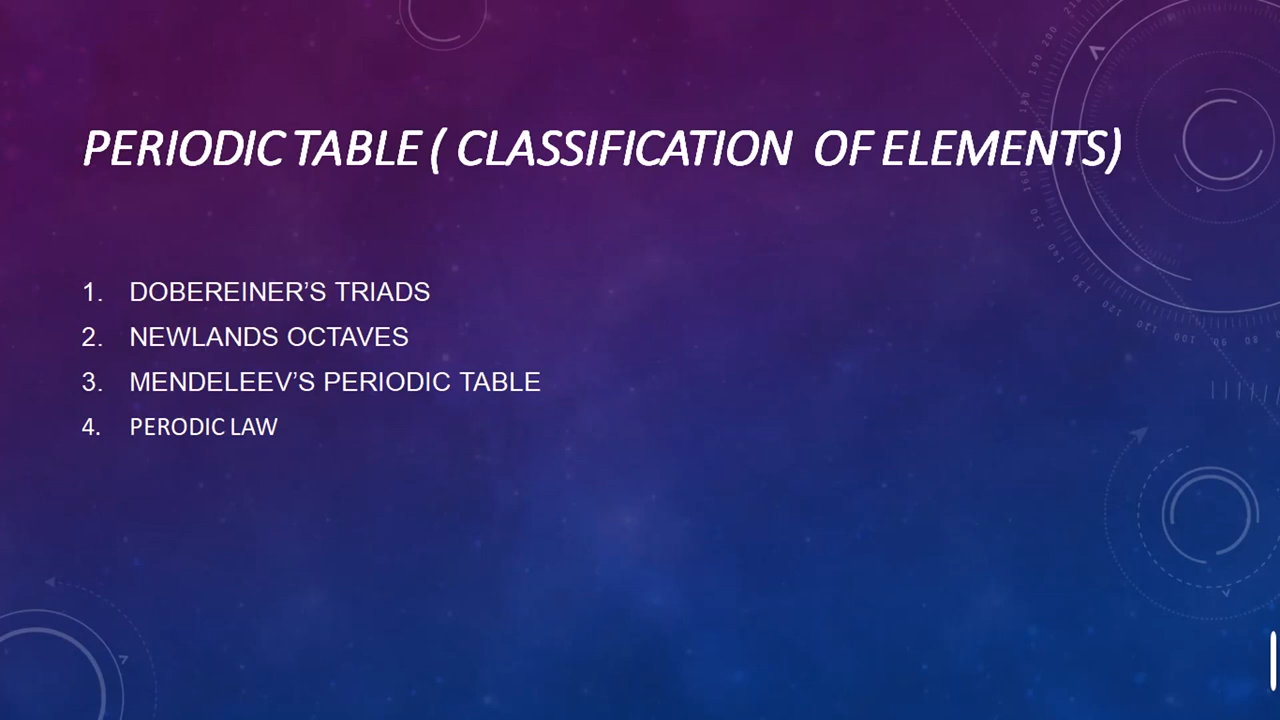 PERIODIC TABLE ( CLASSIFICATION OF ELEMENTS)
1. DOBEREINER’S TRIADS
2. NEWLANDS OCTAVES
3. MENDELEEV’S PERIODIC TABLE
4. PERODIC LAW